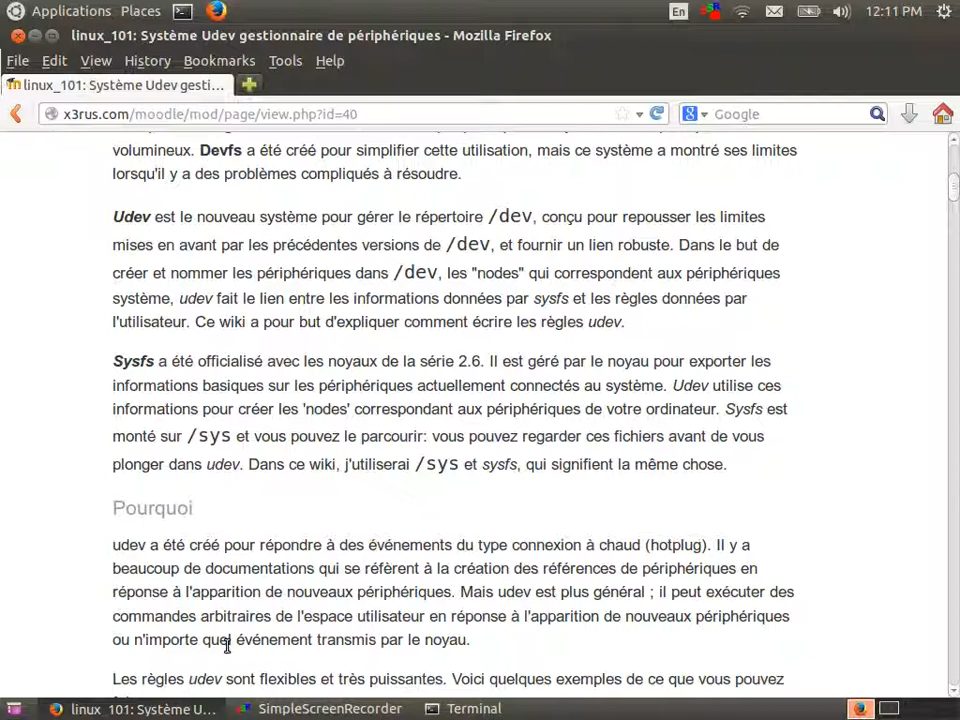 Applications Places En 12:11 PM
linux_101: Système Udev gestionnaire de périphériques - Mozilla Firefox
File Edit View History Bookmarks Tools Help
linux_101: Système Udev gesti...
x3rus.com/moodle/mod/page/view.php?id=40 Google
volumineux. Devfs a été créé pour simplifier cette utilisation, mais ce système a montré ses limites
lorsqu'il y a des problèmes compliqués à résoudre.
Udev est le nouveau système pour gérer le répertoire /dev, conçu pour repousser les limites
mises en avant par les précédentes versions de /dev, et fournir un lien robuste. Dans le but de
créer et nommer les périphériques dans /dev, les "nodes" qui correspondent aux périphériques
système, udev fait le lien entre les informations données par sysfs et les règles données par
l'utilisateur. Ce wiki a pour but d'expliquer comment écrire les règles udev.
Sysfs a été officialisé avec les noyaux de la série 2.6. Il est géré par le noyau pour exporter les
informations basiques sur les périphériques actuellement connectés au système. Udev utilise ces
informations pour créer les 'nodes' correspondant aux périphériques de votre ordinateur. Sysfs est
monté sur /sys et vous pouvez le parcourir: vous pouvez regarder ces fichiers avant de vous
plonger dans udev. Dans ce wiki, j'utiliserai /sys et sysfs, qui signifient la même chose.
Pourquoi
udev a été créé pour répondre à des événements du type connexion à chaud (hotplug). Il y a
beaucoup de documentations qui se réfèrent à la création des références de périphériques en
réponse à l'apparition de nouveaux périphériques. Mais udev est plus général ; il peut exécuter des
commandes arbitraires de l'espace utilisateur en réponse à l'apparition de nouveaux périphériques
ou n'importe quel événement transmis par le noyau.
Les règles udev sont flexibles et très puissantes. Voici quelques exemples de ce que vous pouvez
linux_101: Système U... SimpleScreenRecorder Terminal